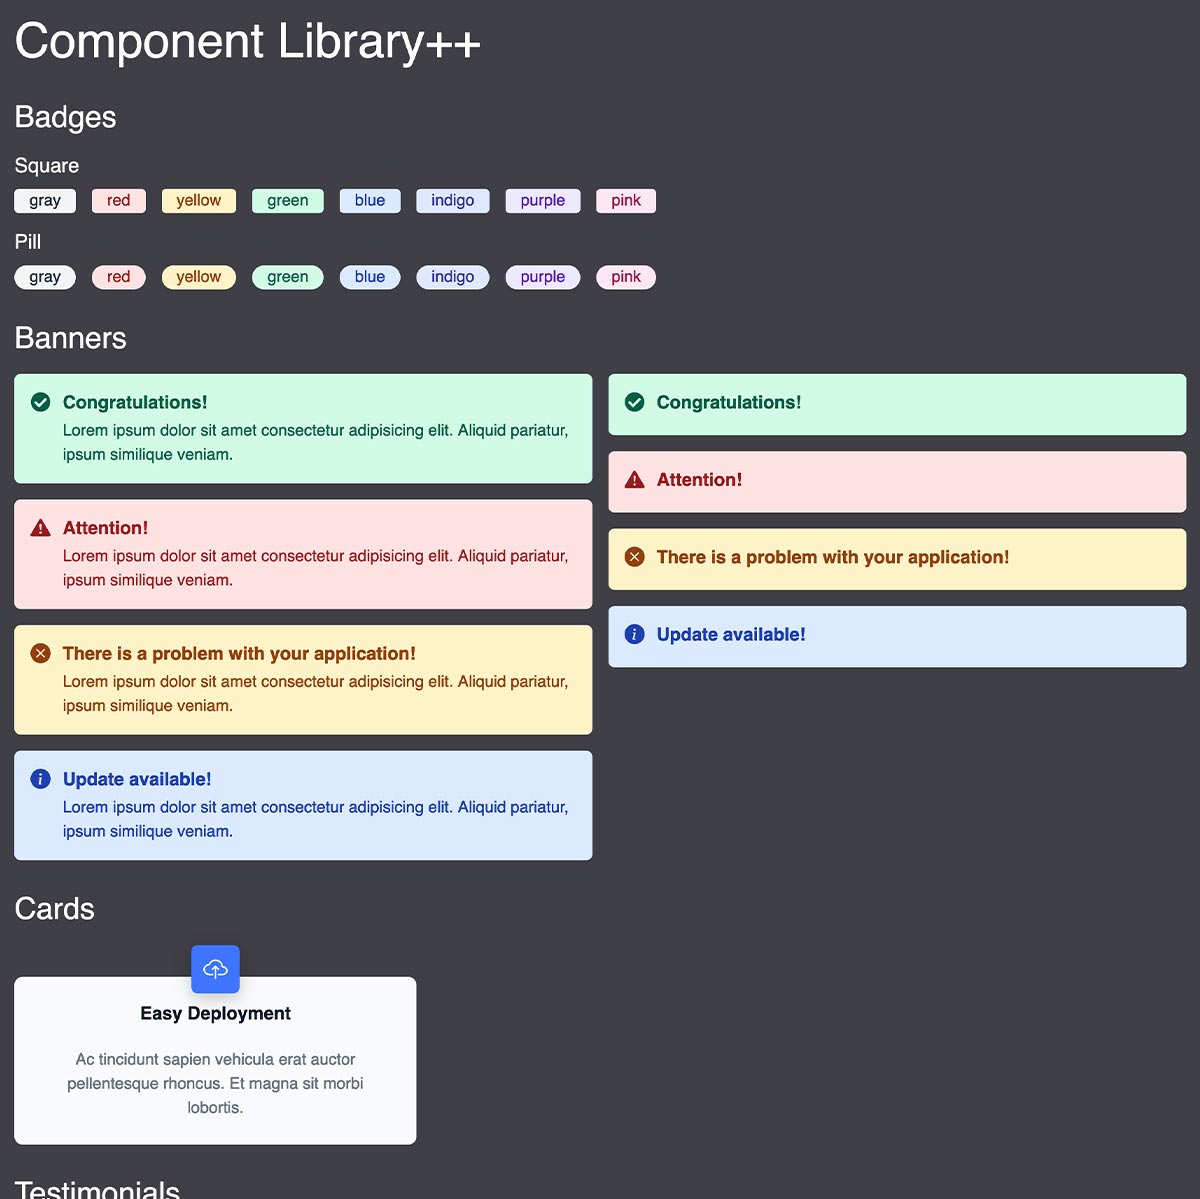 Component Library++
Badges
Square
gray red yellow green blue indigo purple pink
Pill
gray red yellow green blue indigo purple pink
Banners
Congratulations!
Lorem ipsum dolor sit amet consectetur adipisicing elit. Aliquid pariatur,
ipsum similique veniam.
Attention!
Lorem ipsum dolor sit amet consectetur adipisicing elit. Aliquid pariatur,
ipsum similique veniam.
There is a problem with your application!
Lorem ipsum dolor sit amet consectetur adipisicing elit. Aliquid pariatur,
ipsum similique veniam.
Update available!
Lorem ipsum dolor sit amet consectetur adipisicing elit. Aliquid pariatur,
ipsum similique veniam.
Congratulations!
Attention!
There is a problem with your application!
Update available!
Cards
Easy Deployment
Ac tincidunt sapien vehicula erat auctor
pellentesque rhoncus. Et magna sit morbi
lobortis.
Testimonials